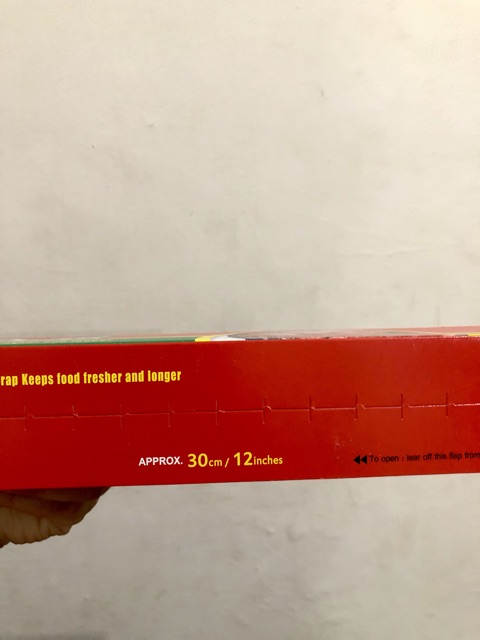 rap Keeps food fresher and longer
APPROX. 30cm / 12inches
To open : tear off this flap from